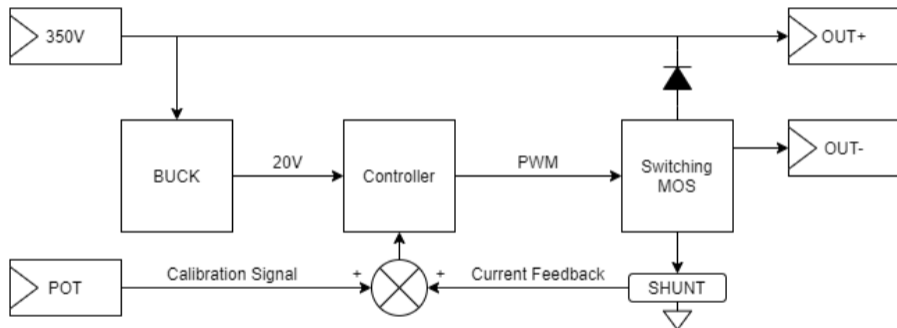 350V
OUT+
BUCK
20V
Controller
PWM
Switching
MOS
OUT-
POT
Calibration Signal
+
+
Current Feedback
SHUNT